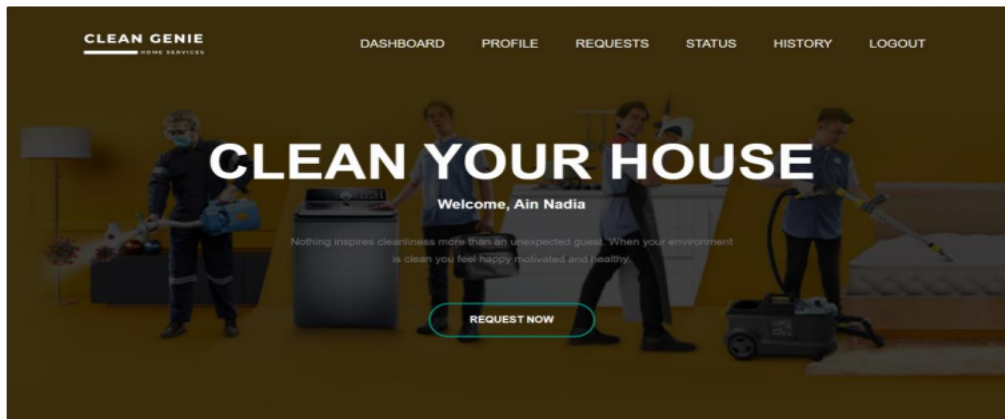 CLEAN GENIE
HOME SERVICES
DASHBOARD PROFILE REQUESTS STATUS HISTORY LOGOUT
CLEAN YOUR HOUSE
Welcome, Ain Nadia
Nothing inspires cleanliness more than an unexpected guest. When your environment
is clean you feel happy motivated and healthy.
REQUEST NOW